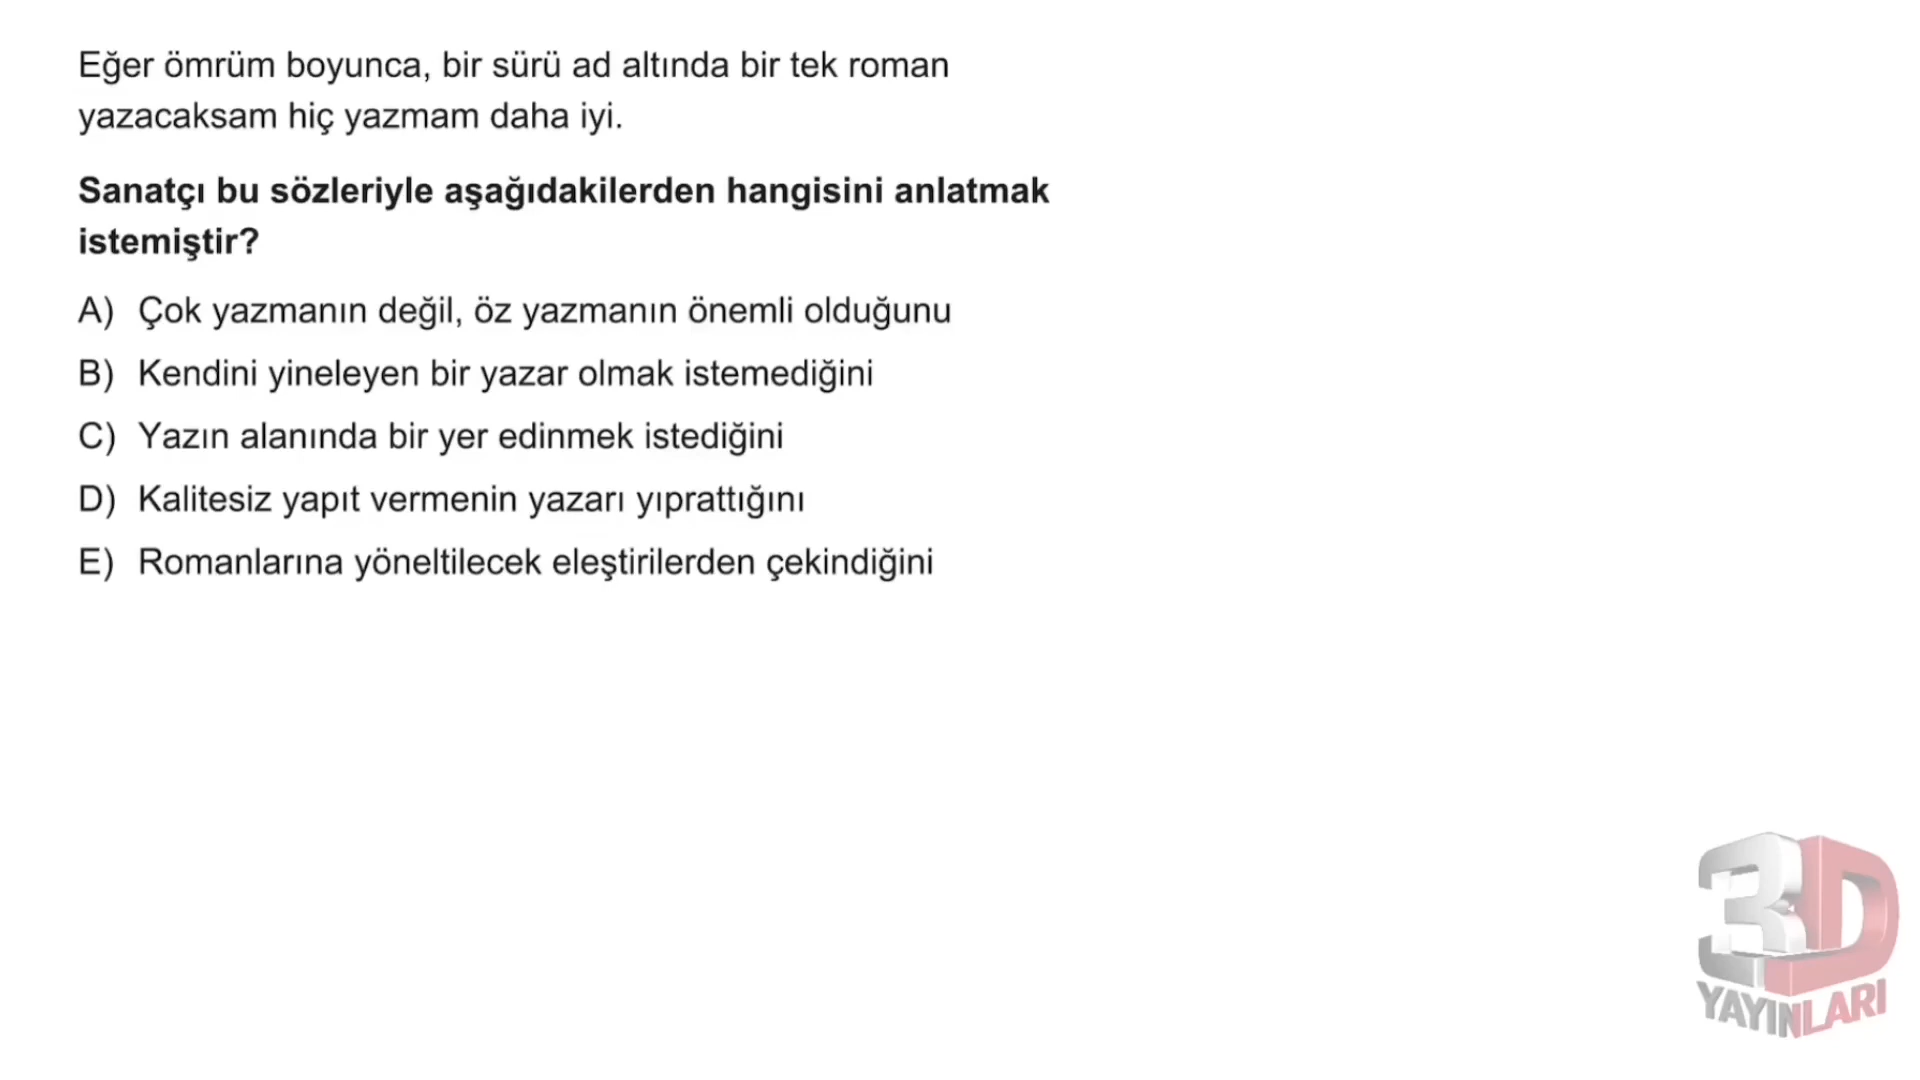 Eğer ömrüm boyunca, bir sürü ad altında bir tek roman
yazacaksam hiç yazmam daha iyi.
Sanatçı bu sözleriyle aşağıdakilerden hangisini anlatmak
istemiştir?
A) Çok yazmanın değil, öz yazmanın önemli olduğunu
B) Kendini yineleyen bir yazar olmak istemediğini
C) Yazın alanında bir yer edinmek istediğini
D) Kalitesiz yapıt vermenin yazarı yıprattığını
E) Romanlarına yöneltilecek eleştirilerden çekindiğini
3D
YAYINLARI